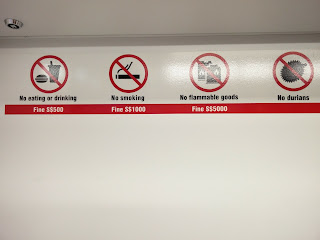 No eating or drinking
Fine S$500
No smoking
Fine S$1000
No flammable goods
Fine S$5000
No durians